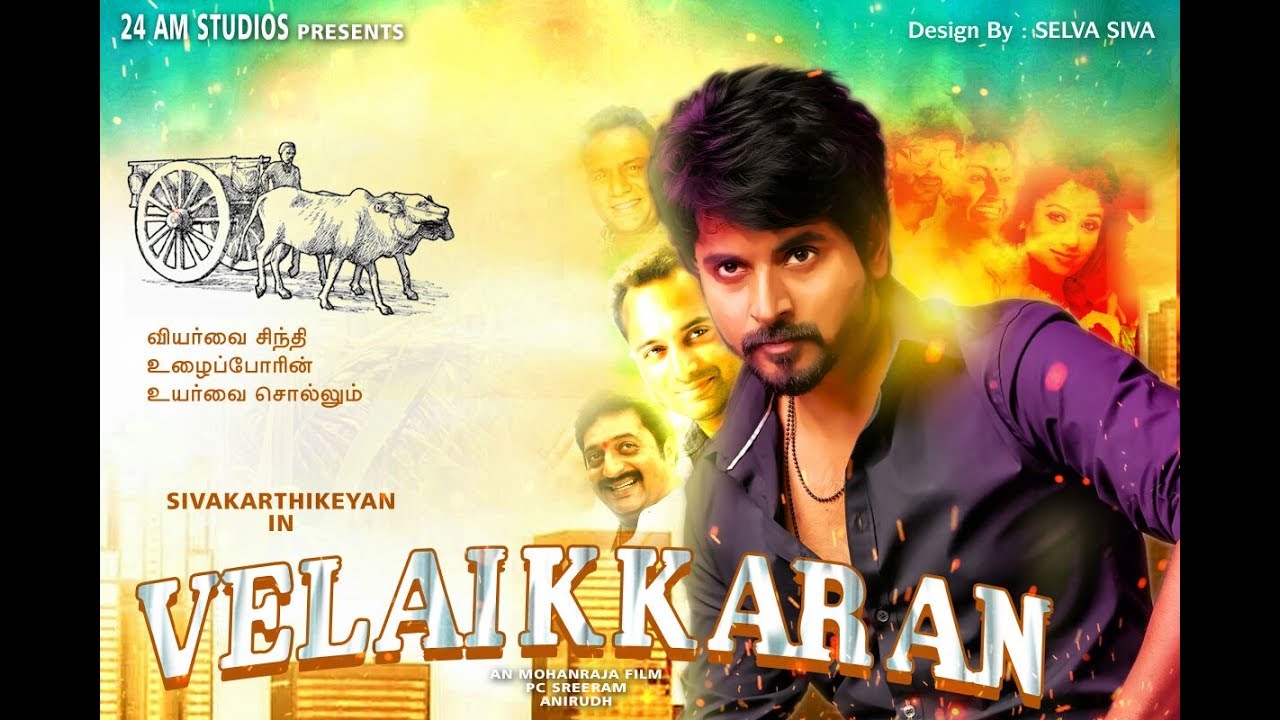 24 AM STUDIOS PRESENTS
Design By : SELVA SIVA
வியர்வை சிந்தி
உழைப்போரின்
உயர்வை சொல்லும்
SIVAKARTHIKEYAN
IN
VELAIKKARAN
AN MOHANRAJA FILM
PC SREERAM
ANIRUDH